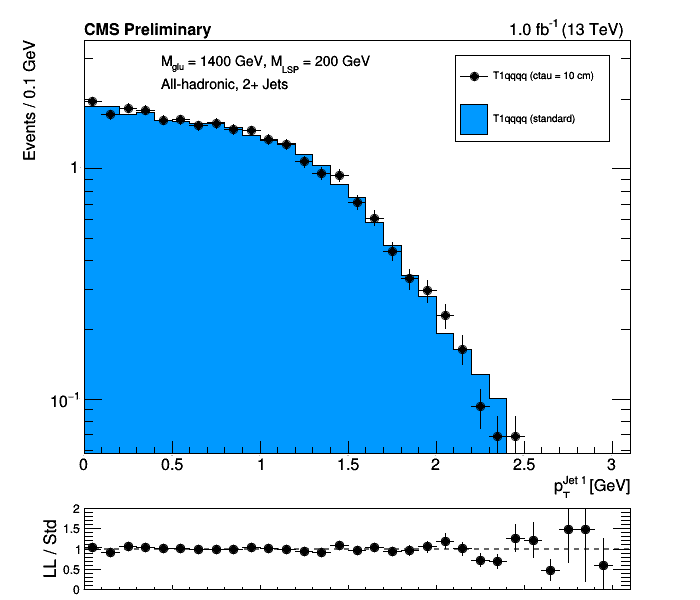 CMS Preliminary
1.0 fb⁻¹ (13 TeV)
Events / 0.1 GeV
M_glu = 1400 GeV, M_LSP = 200 GeV
All-hadronic, 2+ Jets
T1qqqq (ctau = 10 cm)
T1qqqq (standard)
1
10⁻¹
0 0.5 1 1.5 2 2.5 3
p_T^Jet 1 [GeV]
LL / Std
2
1.5
1
0.5
0